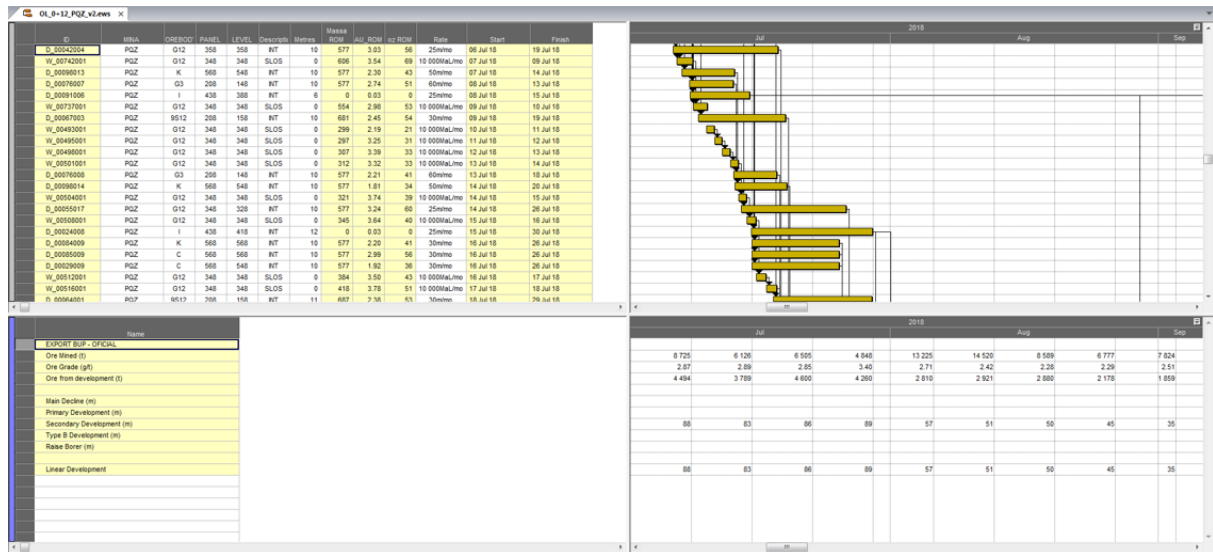 OL_0+12_PQZ_v2.ews ×
ID MINA OREBOD' PANEL LEVEL Descripti Metres Massa ROM AU_ROM oz ROM Rate Start Finish
D_00042004 PQZ G12 358 358 INT 10 577 3.03 56 25m/mo 06 Jul 18 19 Jul 18
W_00742001 PQZ G12 348 348 SLOS 0 606 3.54 69 10 000MaL/mo 07 Jul 18 09 Jul 18
D_00098013 PQZ K 568 548 INT 10 577 2.30 43 50m/mo 07 Jul 18 14 Jul 18
D_00076007 PQZ G3 208 148 INT 10 577 2.74 51 60m/mo 08 Jul 18 13 Jul 18
D_00091006 PQZ I 438 388 INT 6 0 0.03 0 25m/mo 08 Jul 18 15 Jul 18
W_00737001 PQZ G12 348 348 SLOS 0 554 2.98 53 10 000MaL/mo 09 Jul 18 10 Jul 18
D_00067003 PQZ 9S12 208 158 INT 10 681 2.45 54 30m/mo 09 Jul 18 19 Jul 18
W_00493001 PQZ G12 348 348 SLOS 0 299 2.19 21 10 000MaL/mo 10 Jul 18 11 Jul 18
W_00495001 PQZ G12 348 348 SLOS 0 297 3.25 31 10 000MaL/mo 11 Jul 18 12 Jul 18
W_00498001 PQZ G12 348 348 SLOS 0 307 3.39 33 10 000MaL/mo 12 Jul 18 13 Jul 18
W_00501001 PQZ G12 348 348 SLOS 0 312 3.32 33 10 000MaL/mo 13 Jul 18 14 Jul 18
D_00076008 PQZ G3 208 148 INT 10 577 2.21 41 60m/mo 13 Jul 18 18 Jul 18
D_00098014 PQZ K 568 548 INT 10 577 1.81 34 50m/mo 14 Jul 18 20 Jul 18
W_00504001 PQZ G12 348 348 SLOS 0 321 3.74 39 10 000MaL/mo 14 Jul 18 15 Jul 18
D_00055017 PQZ G12 348 328 INT 10 577 3.24 60 25m/mo 14 Jul 18 26 Jul 18
W_00508001 PQZ G12 348 348 SLOS 0 345 3.64 40 10 000MaL/mo 15 Jul 18 16 Jul 18
D_00024008 PQZ I 438 418 INT 12 0 0.03 0 25m/mo 15 Jul 18 30 Jul 18
D_00084009 PQZ K 568 568 INT 10 577 2.20 41 30m/mo 16 Jul 18 26 Jul 18
D_00085009 PQZ C 568 568 INT 10 577 2.99 56 30m/mo 16 Jul 18 26 Jul 18
D_00029009 PQZ C 568 548 INT 10 577 1.92 36 30m/mo 16 Jul 18 26 Jul 18
W_00512001 PQZ G12 348 348 SLOS 0 384 3.50 43 10 000MaL/mo 16 Jul 18 17 Jul 18
W_00516001 PQZ G12 348 348 SLOS 0 418 3.78 51 10 000MaL/mo 17 Jul 18 18 Jul 18
D_00064001 PQZ 9S12 208 158 INT 11 687 2.38 53 30m/mo 18 Jul 18 29 Jul 18
2018
Jul Aug Sep
Name
EXPORT BUP - OFICIAL
2018
Jul Aug Sep
Ore Mined (t) 8 725 6 126 6 505 4 848 13 225 14 520 8 589 6 777 7 824
Ore Grade (g/t) 2.87 2.89 2.85 3.40 2.71 2.42 2.28 2.29 2.51
Ore from development (t) 4 494 3 789 4 600 4 260 2 810 2 921 2 880 2 178 1 859
Main Decline (m)
Primary Development (m)
Secondary Development (m) 88 83 86 89 57 51 50 45 35
Type B Development (m)
Raise Borer (m)
Linear Development 88 83 86 89 57 51 50 45 35